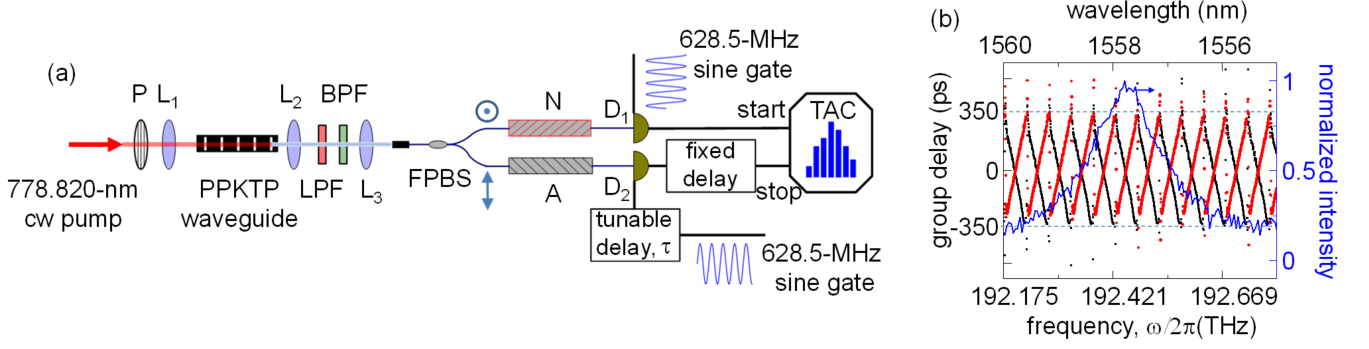 (a)
P L₁
L₂ BPF
PPKTP
waveguide
LPF L₃
778.820-nm
cw pump
FPBS
N
A
D₁
D₂
628.5-MHz
sine gate
start
TAC
fixed
delay
stop
tunable
delay, τ
628.5-MHz
sine gate
(b)
wavelength (nm)
1560 1558 1556
group delay (ps)
350
0
-350
1
0.5
0
normalized intensity
192.175 192.421 192.669
frequency, ω/2π(THz)